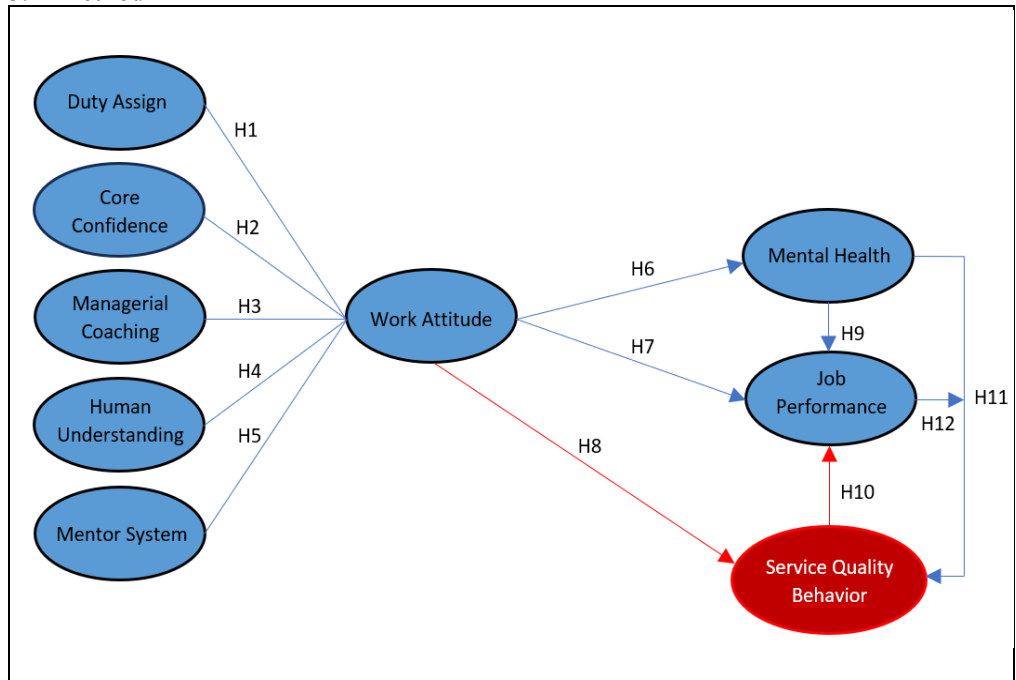 Duty Assign
H1
Core
Confidence
H2
Managerial
Coaching
H3
Human
Understanding
H4
Mentor System
H5
Work Attitude
H6
H7
H8
Mental Health
H9
Job
Performance
H11
H12
H10
Service Quality
Behavior